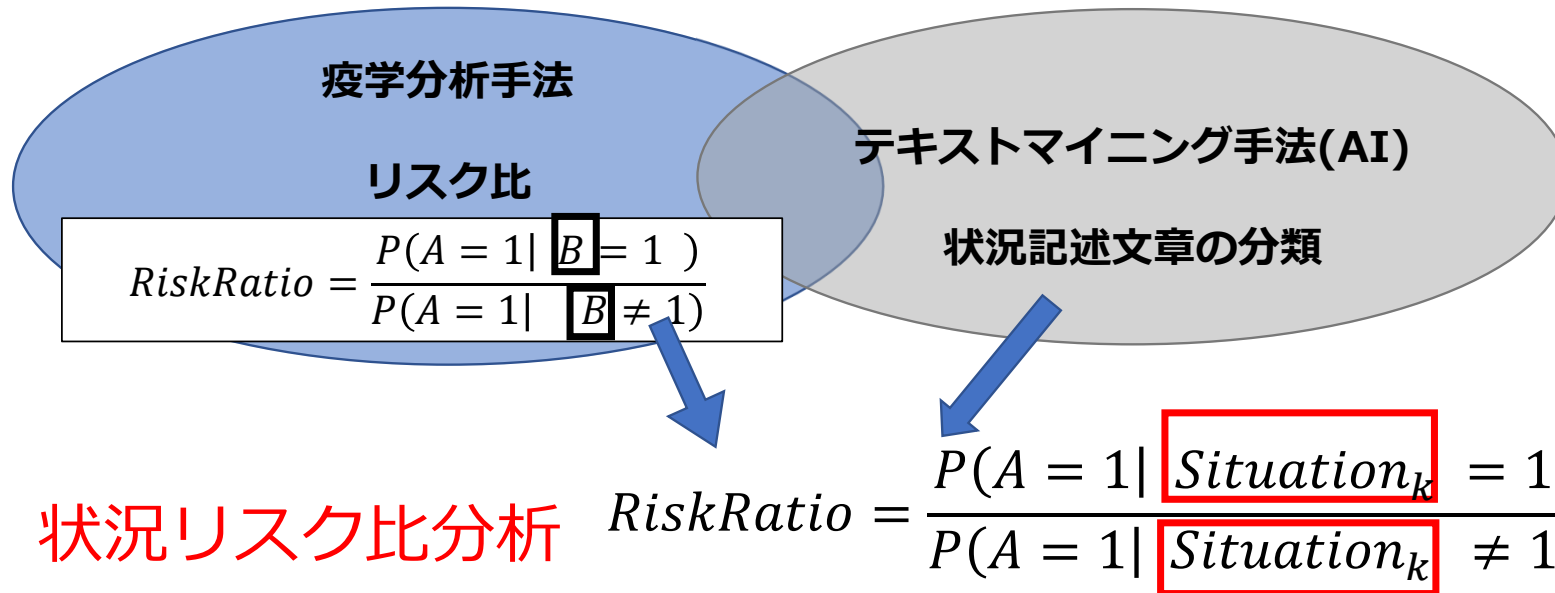 疫学分析手法
リスク比
RiskRatio = P(A = 1| B = 1 ) / P(A = 1| B ≠ 1)
テキストマイニング手法(AI)
状況記述文章の分類
状況リスク比分析
RiskRatio = P(A = 1| Situation_k = 1 / P(A = 1| Situation_k ≠ 1